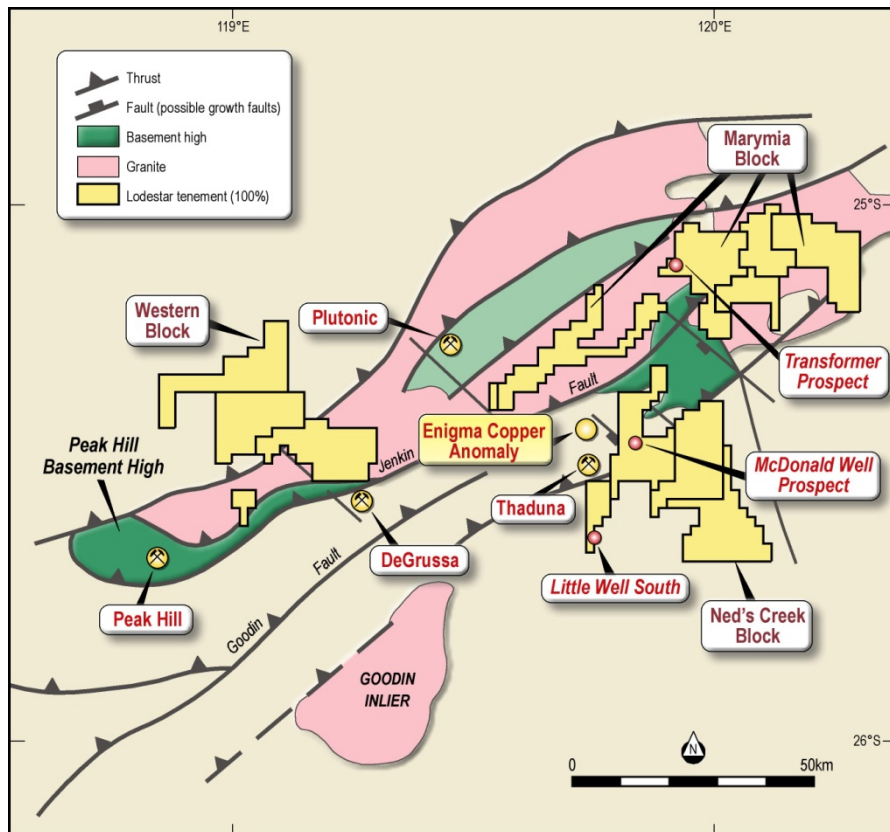 119°E
120°E
Thrust
Fault (possible growth faults)
Basement high
Granite
Lodestar tenement (100%)
Marymia
Block
25°S
Western
Block
Plutonic
Transformer
Prospect
Fault
Enigma Copper
Anomaly
Peak Hill
Basement High
Jenkin
McDonald Well
Prospect
Thaduna
DeGrussa
Fault
Little Well South
Peak Hill
Ned's Creek
Block
Goodin
GOODIN
INLIER
N
26°S
0
50km